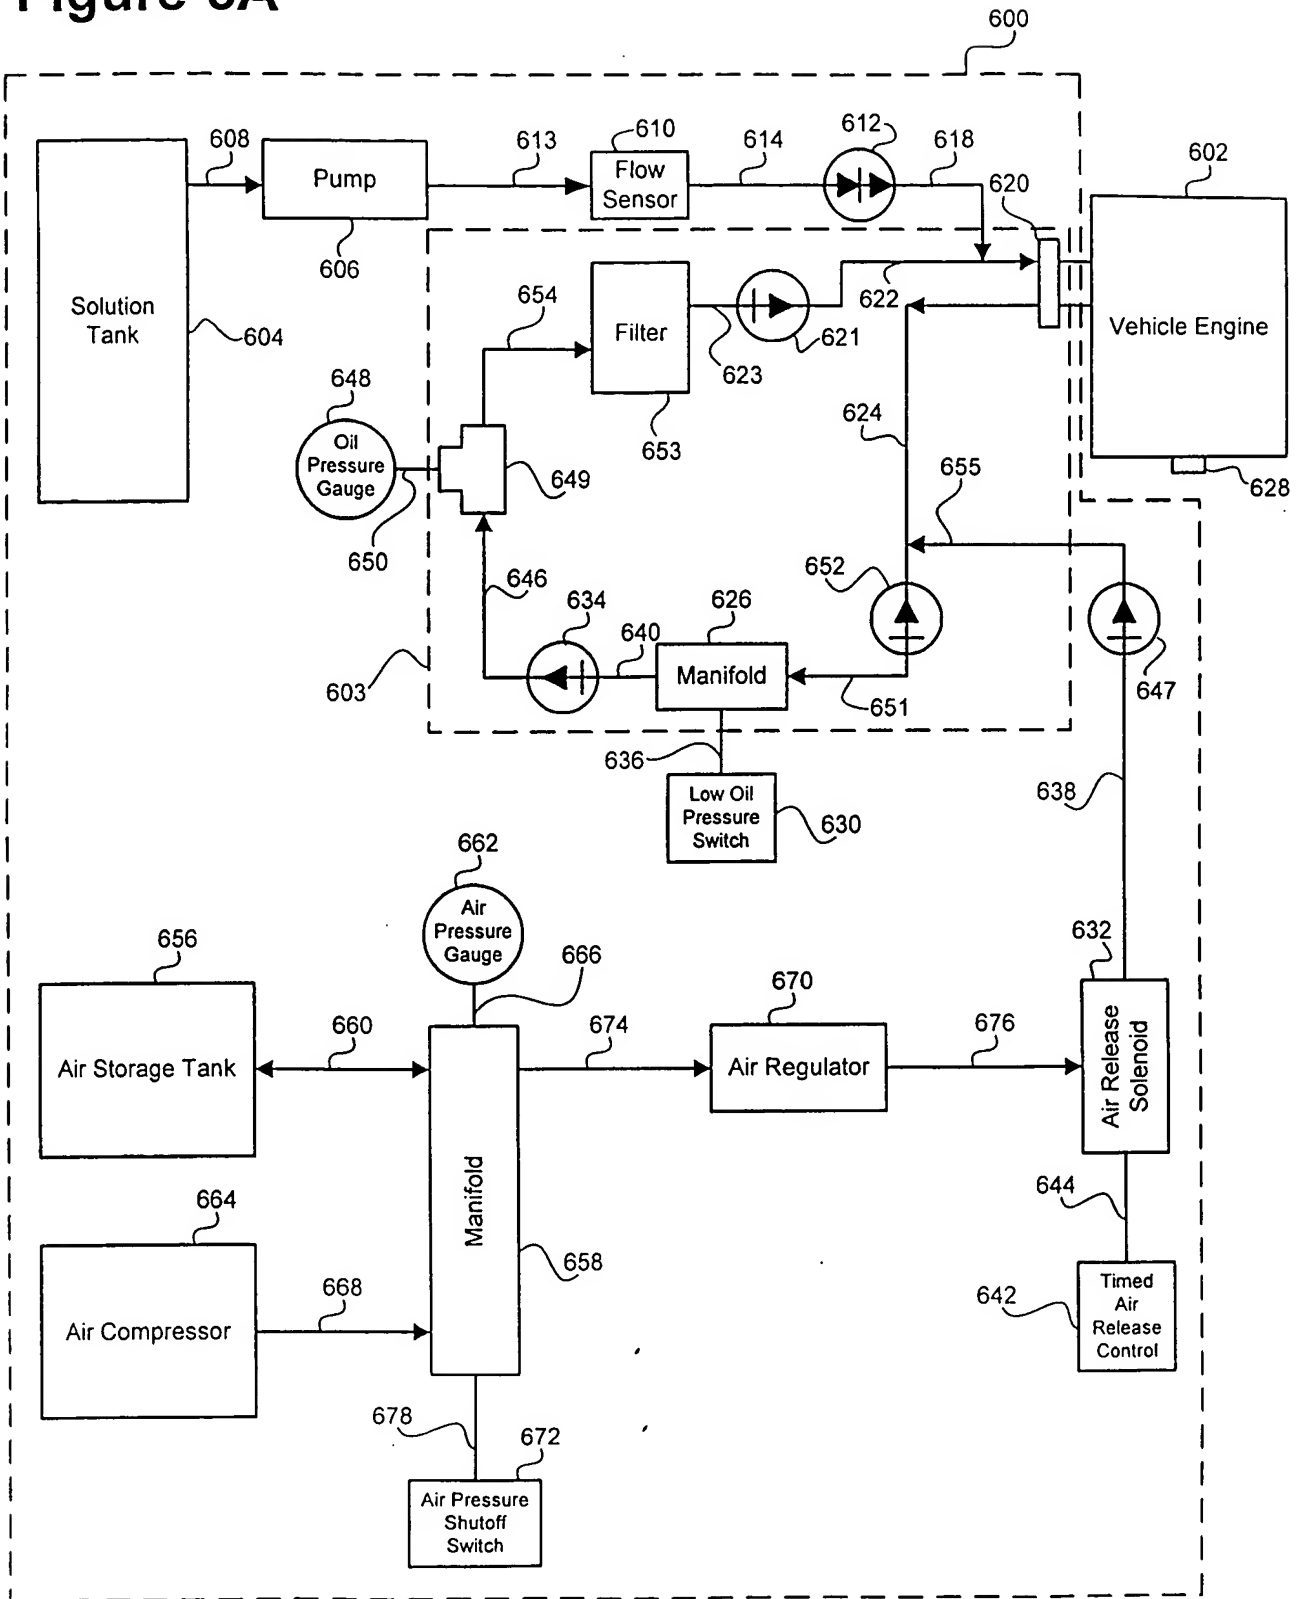 Figure 6A
600
608
613
610
614
612
618
602
620
Pump
Flow
Sensor
606
Solution
Tank
604
654
Filter
622
621
623
Vehicle Engine
648
Oil
Pressure
Gauge
653
624
649
655
628
650
652
646
634
640
626
Manifold
603
651
647
636
638
Low Oil
Pressure
Switch
630
662
Air
Pressure
Gauge
656
666
632
670
660
674
676
Air Storage Tank
Air Regulator
Air Release
Solenoid
Manifold
664
644
658
668
642
Timed
Air
Release
Control
Air Compressor
678
672
Air Pressure
Shutoff
Switch